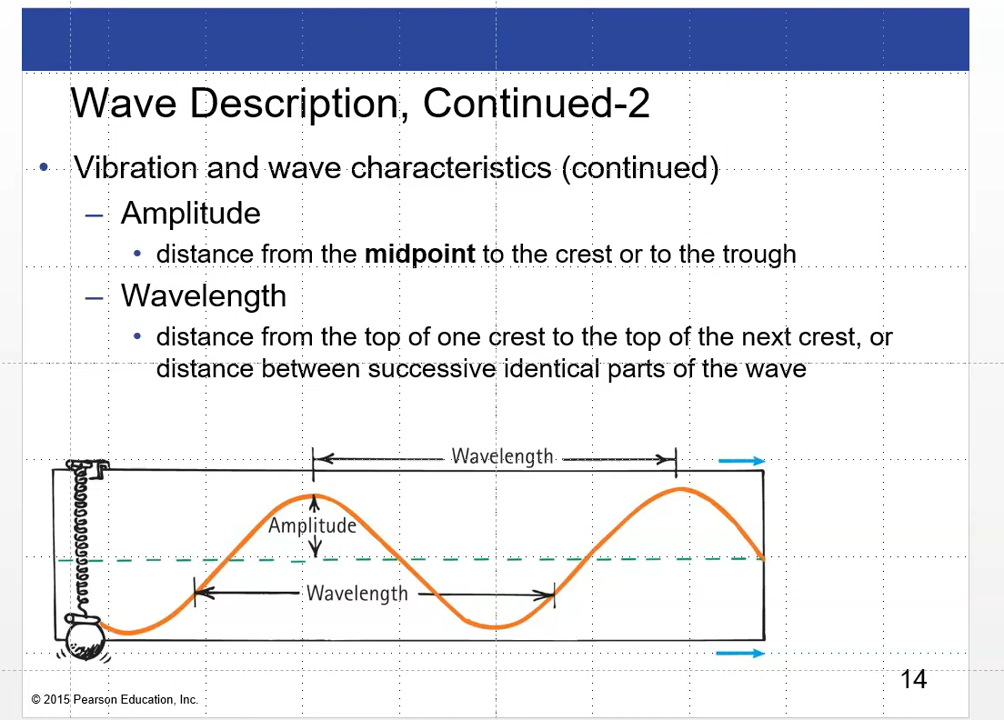 Wave Description, Continued-2
• Vibration and wave characteristics (continued)
– Amplitude
• distance from the midpoint to the crest or to the trough
– Wavelength
• distance from the top of one crest to the top of the next crest, or
distance between successive identical parts of the wave
Wavelength
Amplitude
Wavelength
14
© 2015 Pearson Education, Inc.